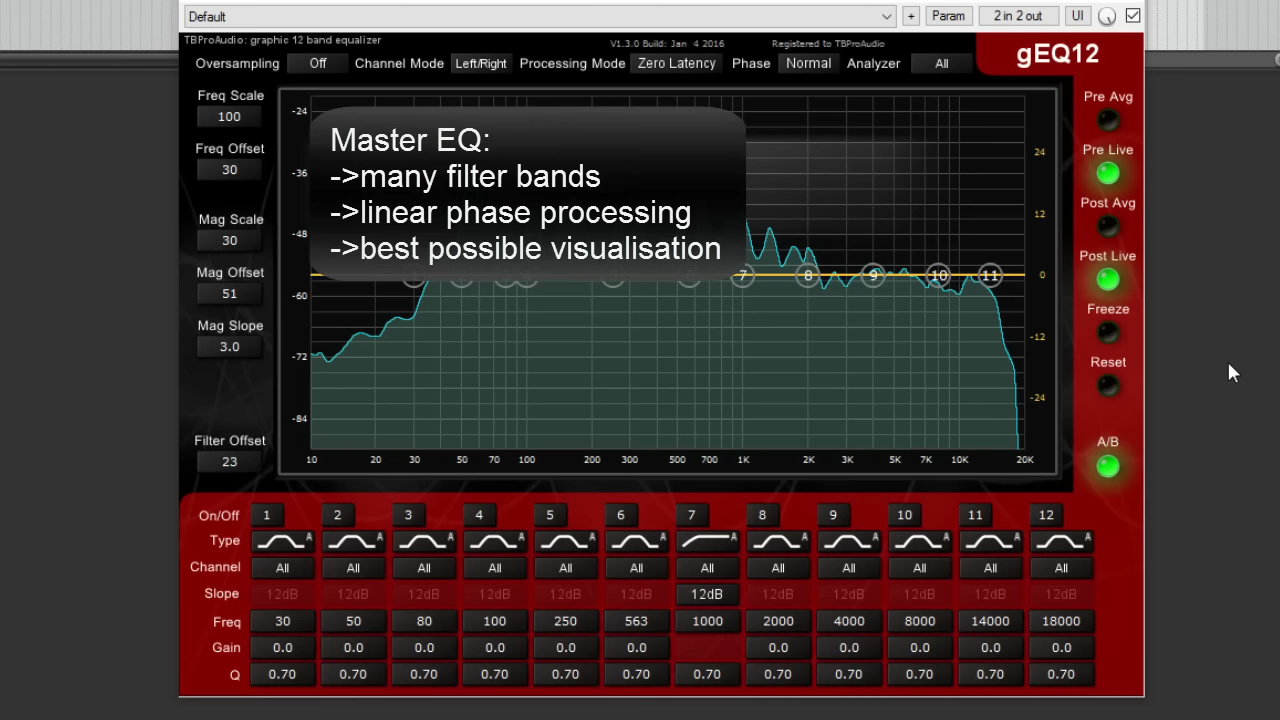 Default
+
Param
2 in 2 out
UI
TBProAudio: graphic 12 band equalizer
V1.3.0 Build: Jan 4 2016
Registered to TBProAudio
gEQ12
Oversampling Off Channel Mode Left/Right Processing Mode Zero Latency Phase Normal Analyzer All
Freq Scale
100
Freq Offset
30
Mag Scale
30
Mag Offset
51
Mag Slope
3.0
Filter Offset
23
Master EQ:
->many filter bands
->linear phase processing
->best possible visualisation
-24
-36
-48
-60
-72
-84
24
12
0
-12
-24
7 8 9 10 11
10 20 30 50 70 100 200 300 500 700 1K 2K 3K 5K 7K 10K 20K
Pre Avg
Pre Live
Post Avg
Post Live
Freeze
Reset
A/B
On/Off 1 2 3 4 5 6 7 8 9 10 11 12
Type A A A A A A A A A A A A
Channel All All All All All All All All All All All All
Slope 12dB 12dB 12dB 12dB 12dB 12dB 12dB 12dB 12dB 12dB 12dB 12dB
Freq 30 50 80 100 250 563 1000 2000 4000 8000 14000 18000
Gain 0.0 0.0 0.0 0.0 0.0 0.0 0.0 0.0 0.0 0.0 0.0
Q 0.70 0.70 0.70 0.70 0.70 0.70 0.70 0.70 0.70 0.70 0.70 0.70